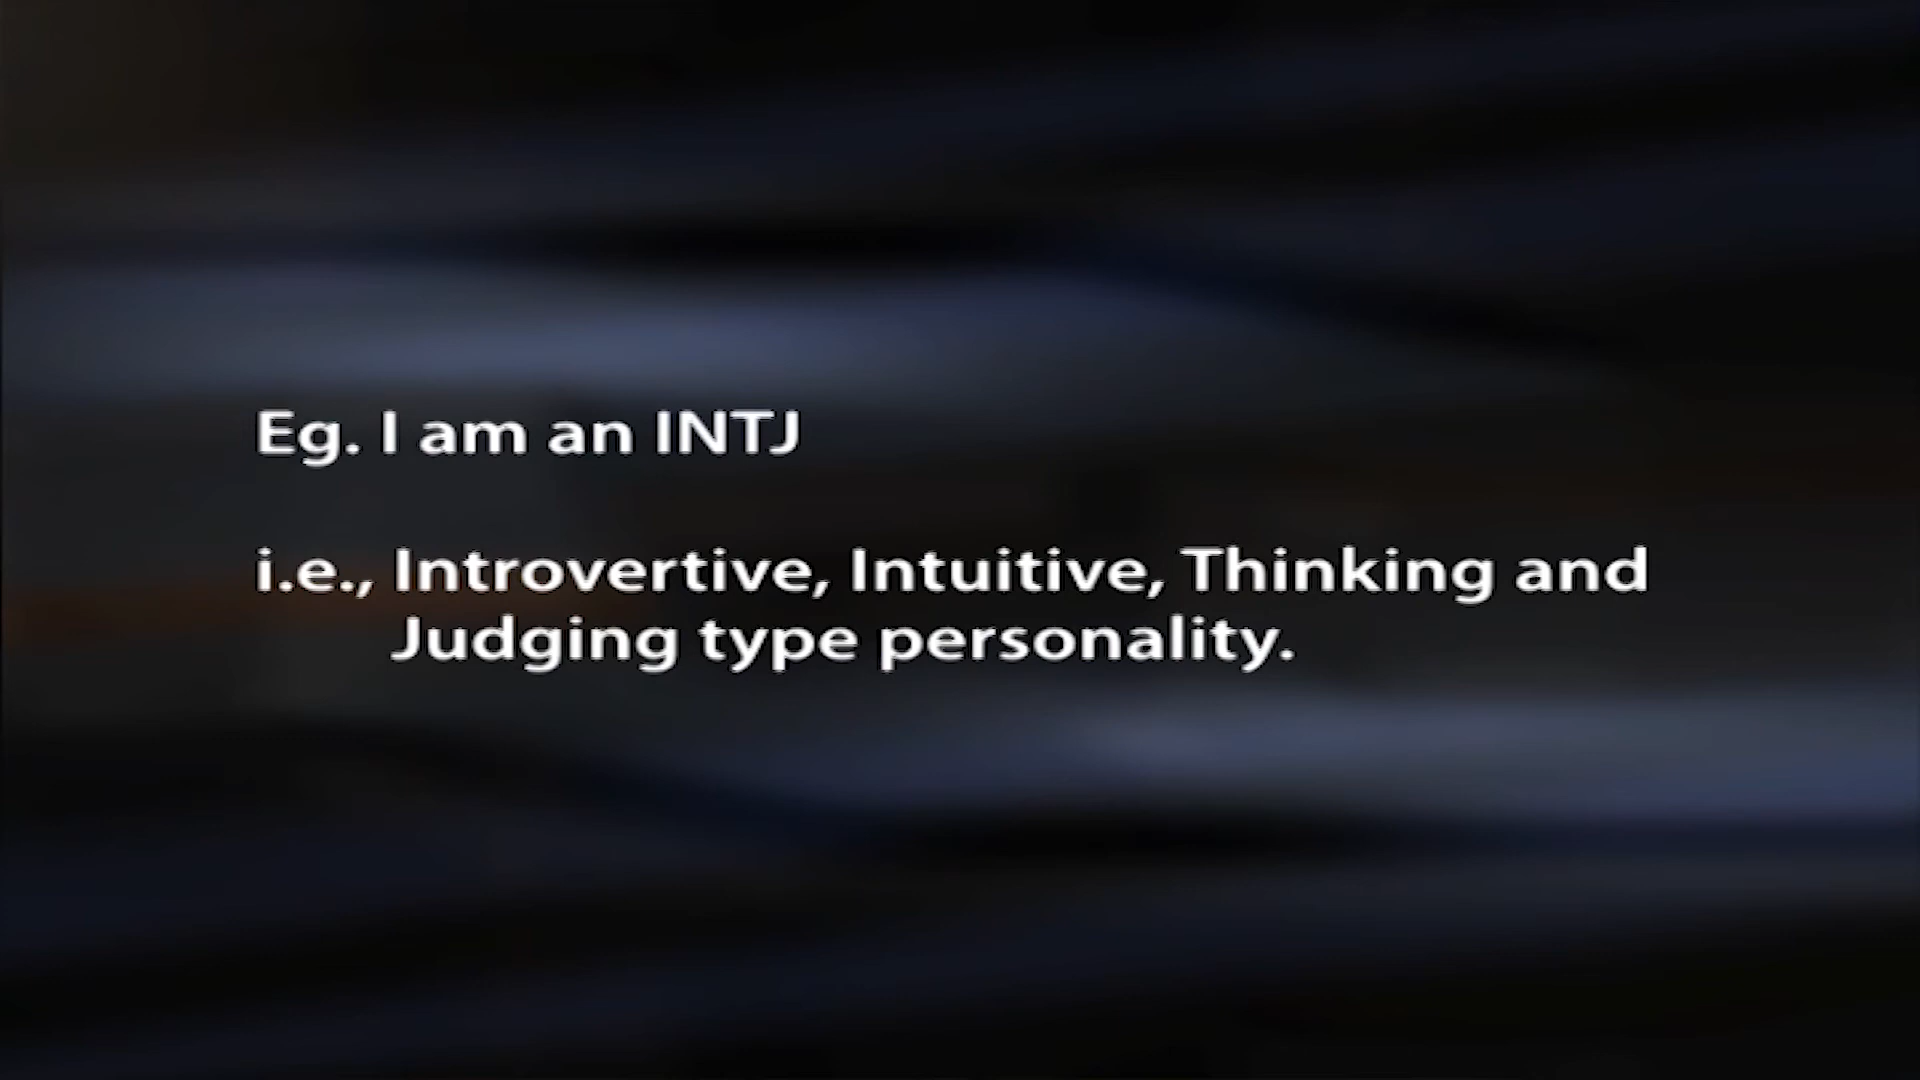 Eg. I am an INTJ
i.e., Introvertive, Intuitive, Thinking and
Judging type personality.